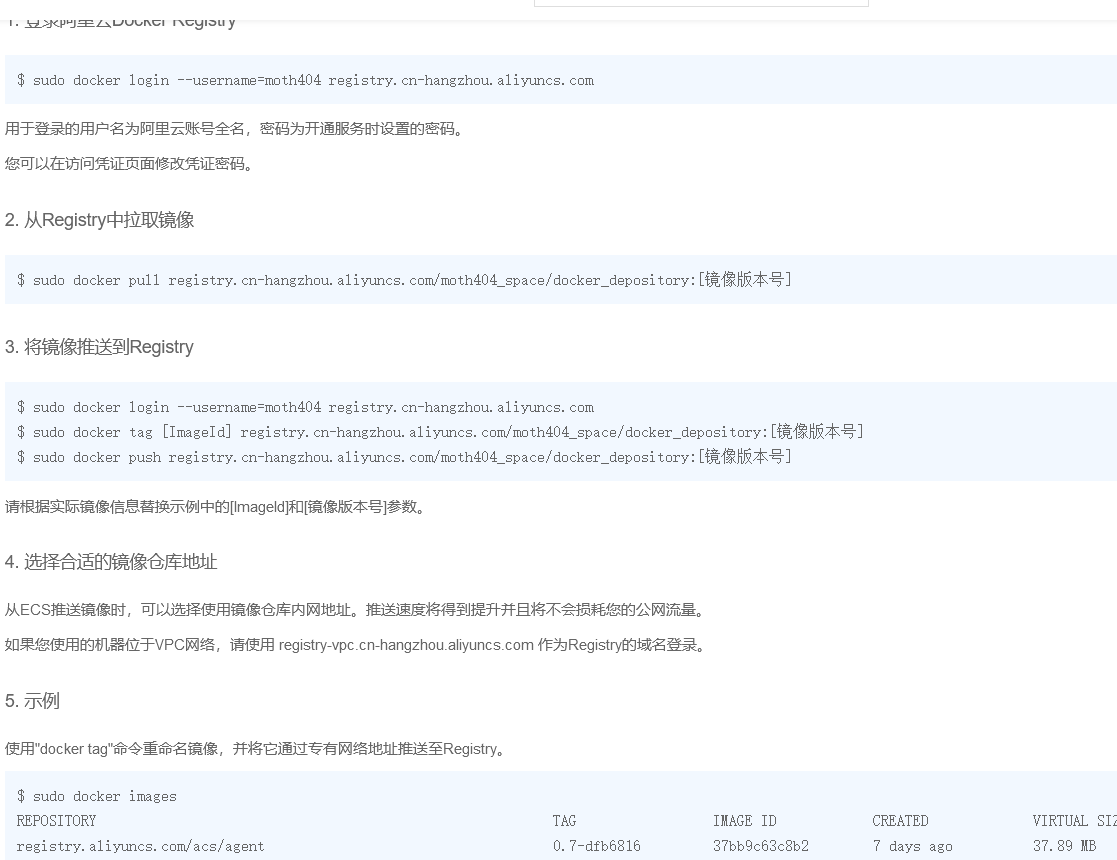 1. 登录阿里云Docker Registry
$ sudo docker login --username=moth404 registry.cn-hangzhou.aliyuncs.com
用于登录的用户名为阿里云账号全名，密码为开通服务时设置的密码。
您可以在访问凭证页面修改凭证密码。
2. 从Registry中拉取镜像
$ sudo docker pull registry.cn-hangzhou.aliyuncs.com/moth404_space/docker_depository:[镜像版本号]
3. 将镜像推送到Registry
$ sudo docker login --username=moth404 registry.cn-hangzhou.aliyuncs.com
$ sudo docker tag [ImageId] registry.cn-hangzhou.aliyuncs.com/moth404_space/docker_depository:[镜像版本号]
$ sudo docker push registry.cn-hangzhou.aliyuncs.com/moth404_space/docker_depository:[镜像版本号]
请根据实际镜像信息替换示例中的[ImageId]和[镜像版本号]参数。
4. 选择合适的镜像仓库地址
从ECS推送镜像时，可以选择使用镜像仓库内网地址。推送速度将得到提升并且将不会损耗您的公网流量。
如果您使用的机器位于VPC网络，请使用 registry-vpc.cn-hangzhou.aliyuncs.com 作为Registry的域名登录。
5. 示例
使用"docker tag"命令重命名镜像，并将它通过专有网络地址推送至Registry。
$ sudo docker images
REPOSITORY TAG IMAGE ID CREATED VIRTUAL SIZ
registry.aliyuncs.com/acs/agent 0.7-dfb6816 37bb9c63c8b2 7 days ago 37.89 MB